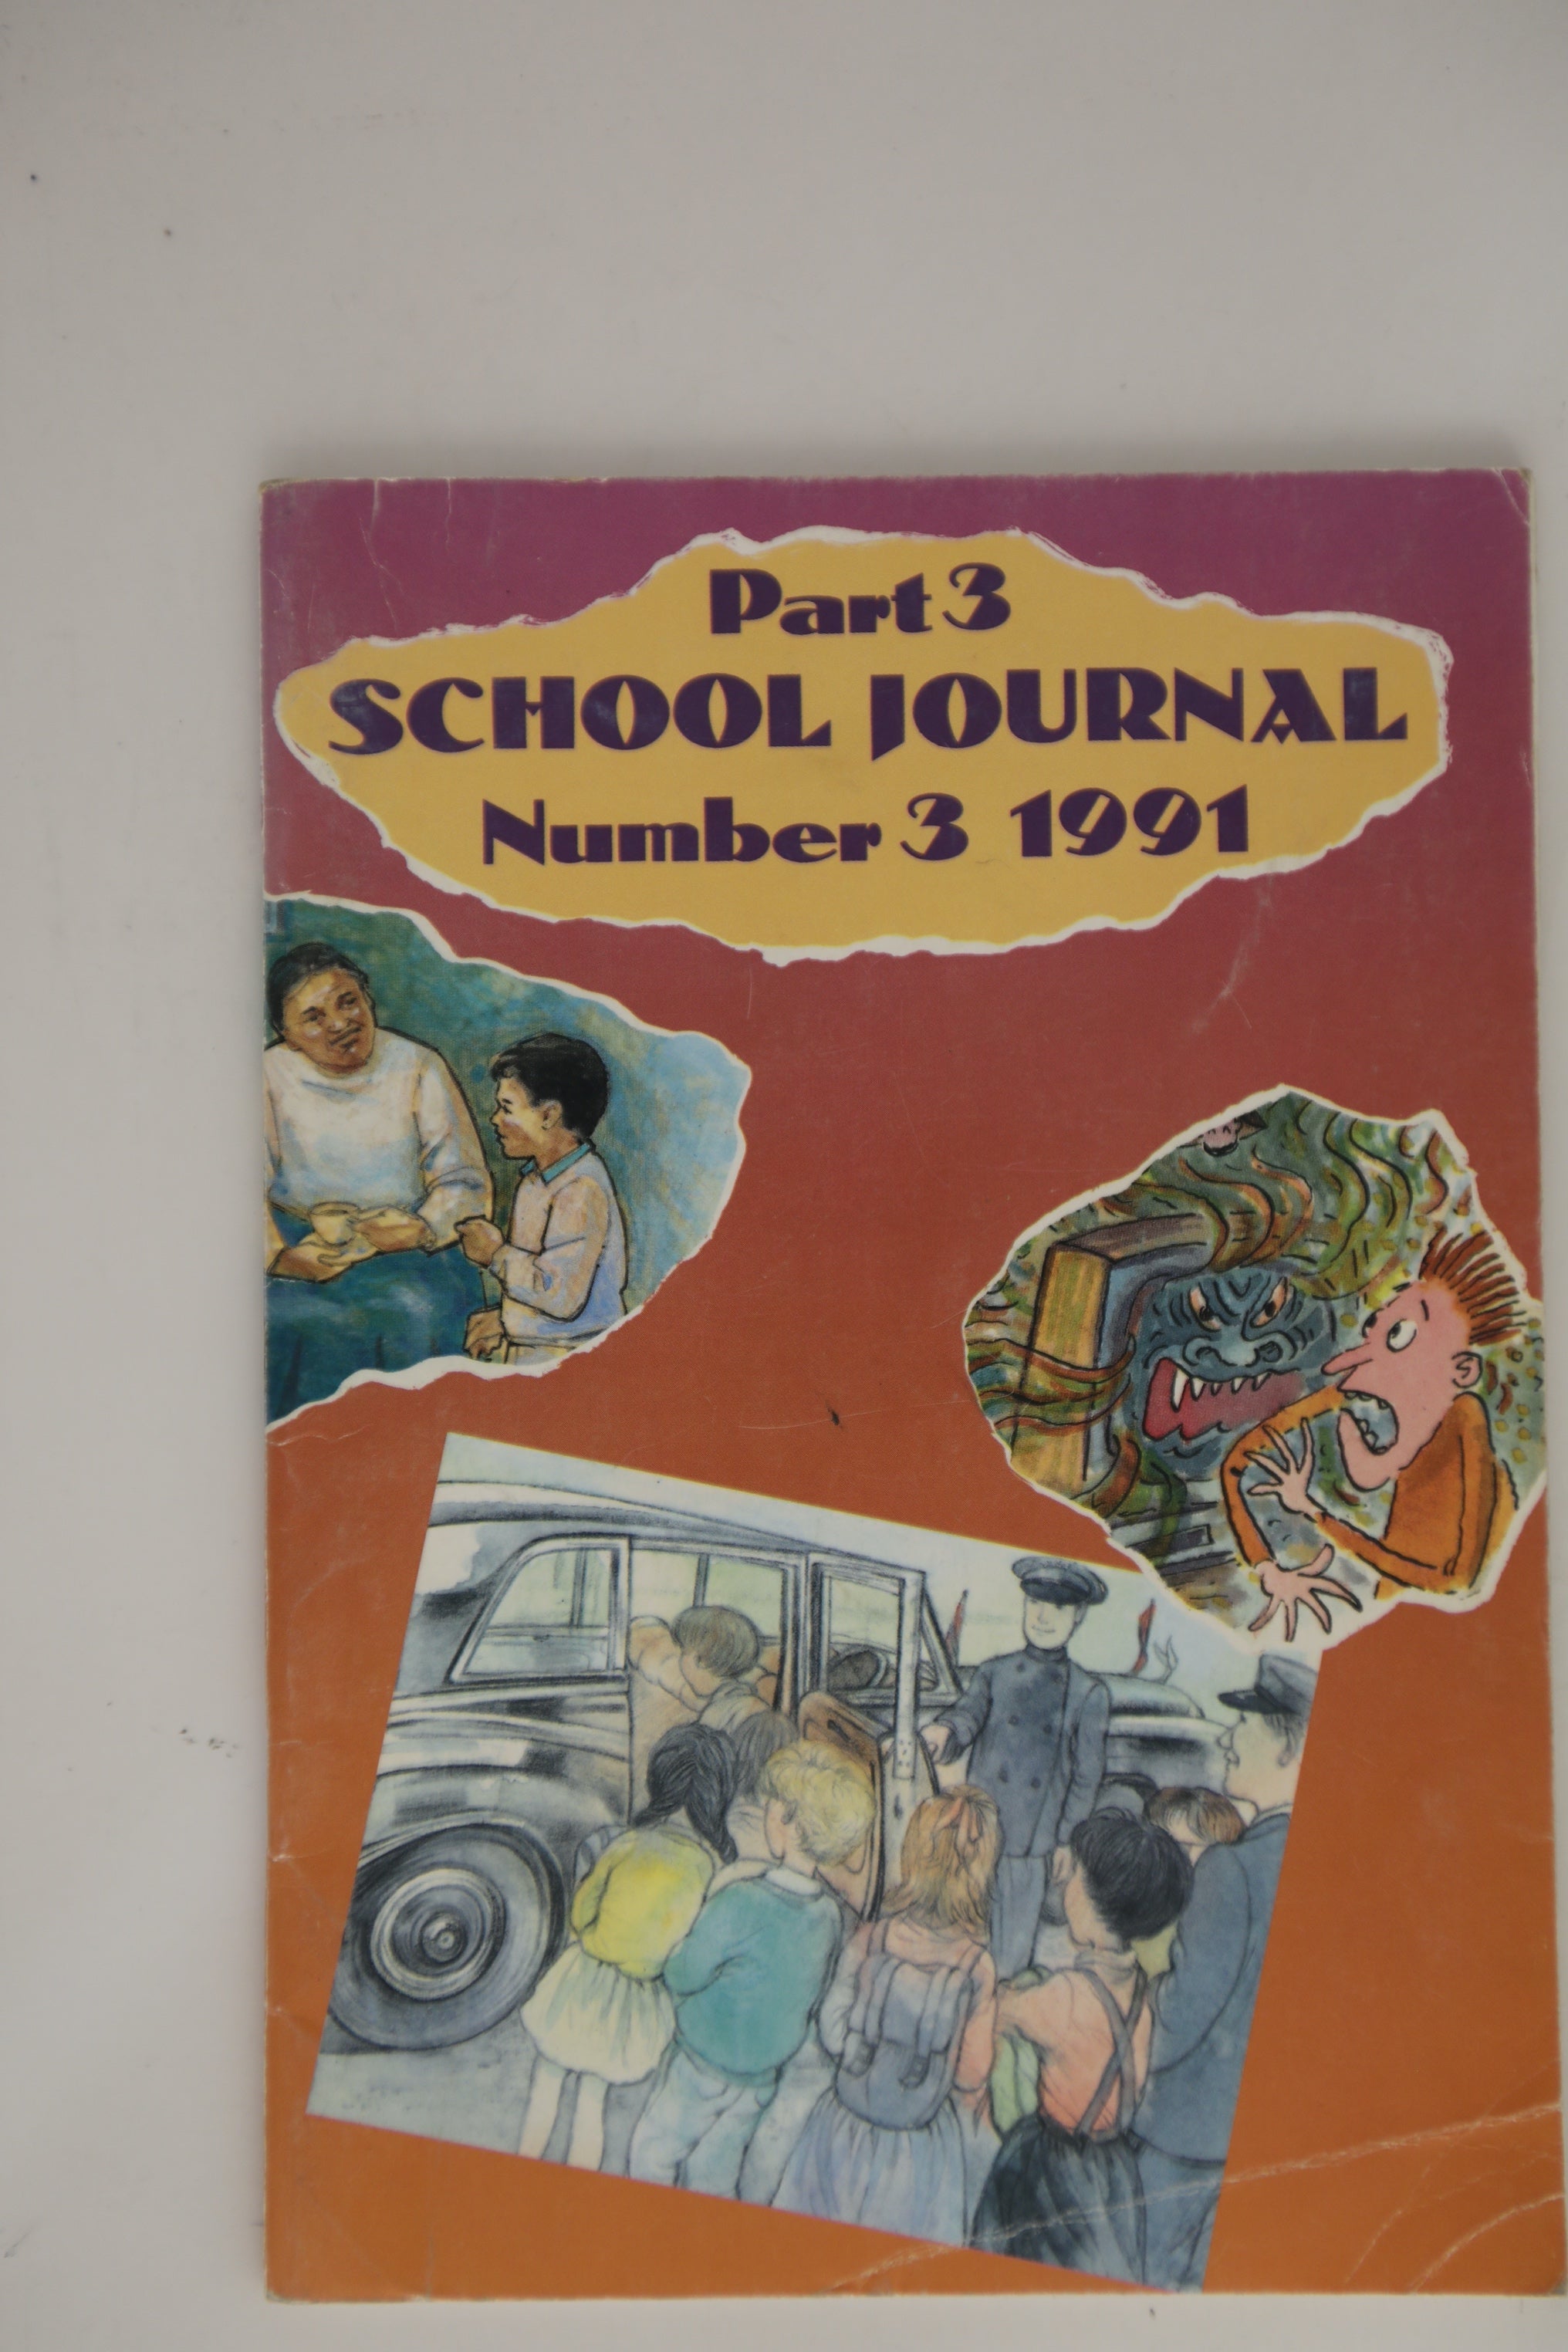 Part 3
SCHOOL JOURNAL
Number 3 1991